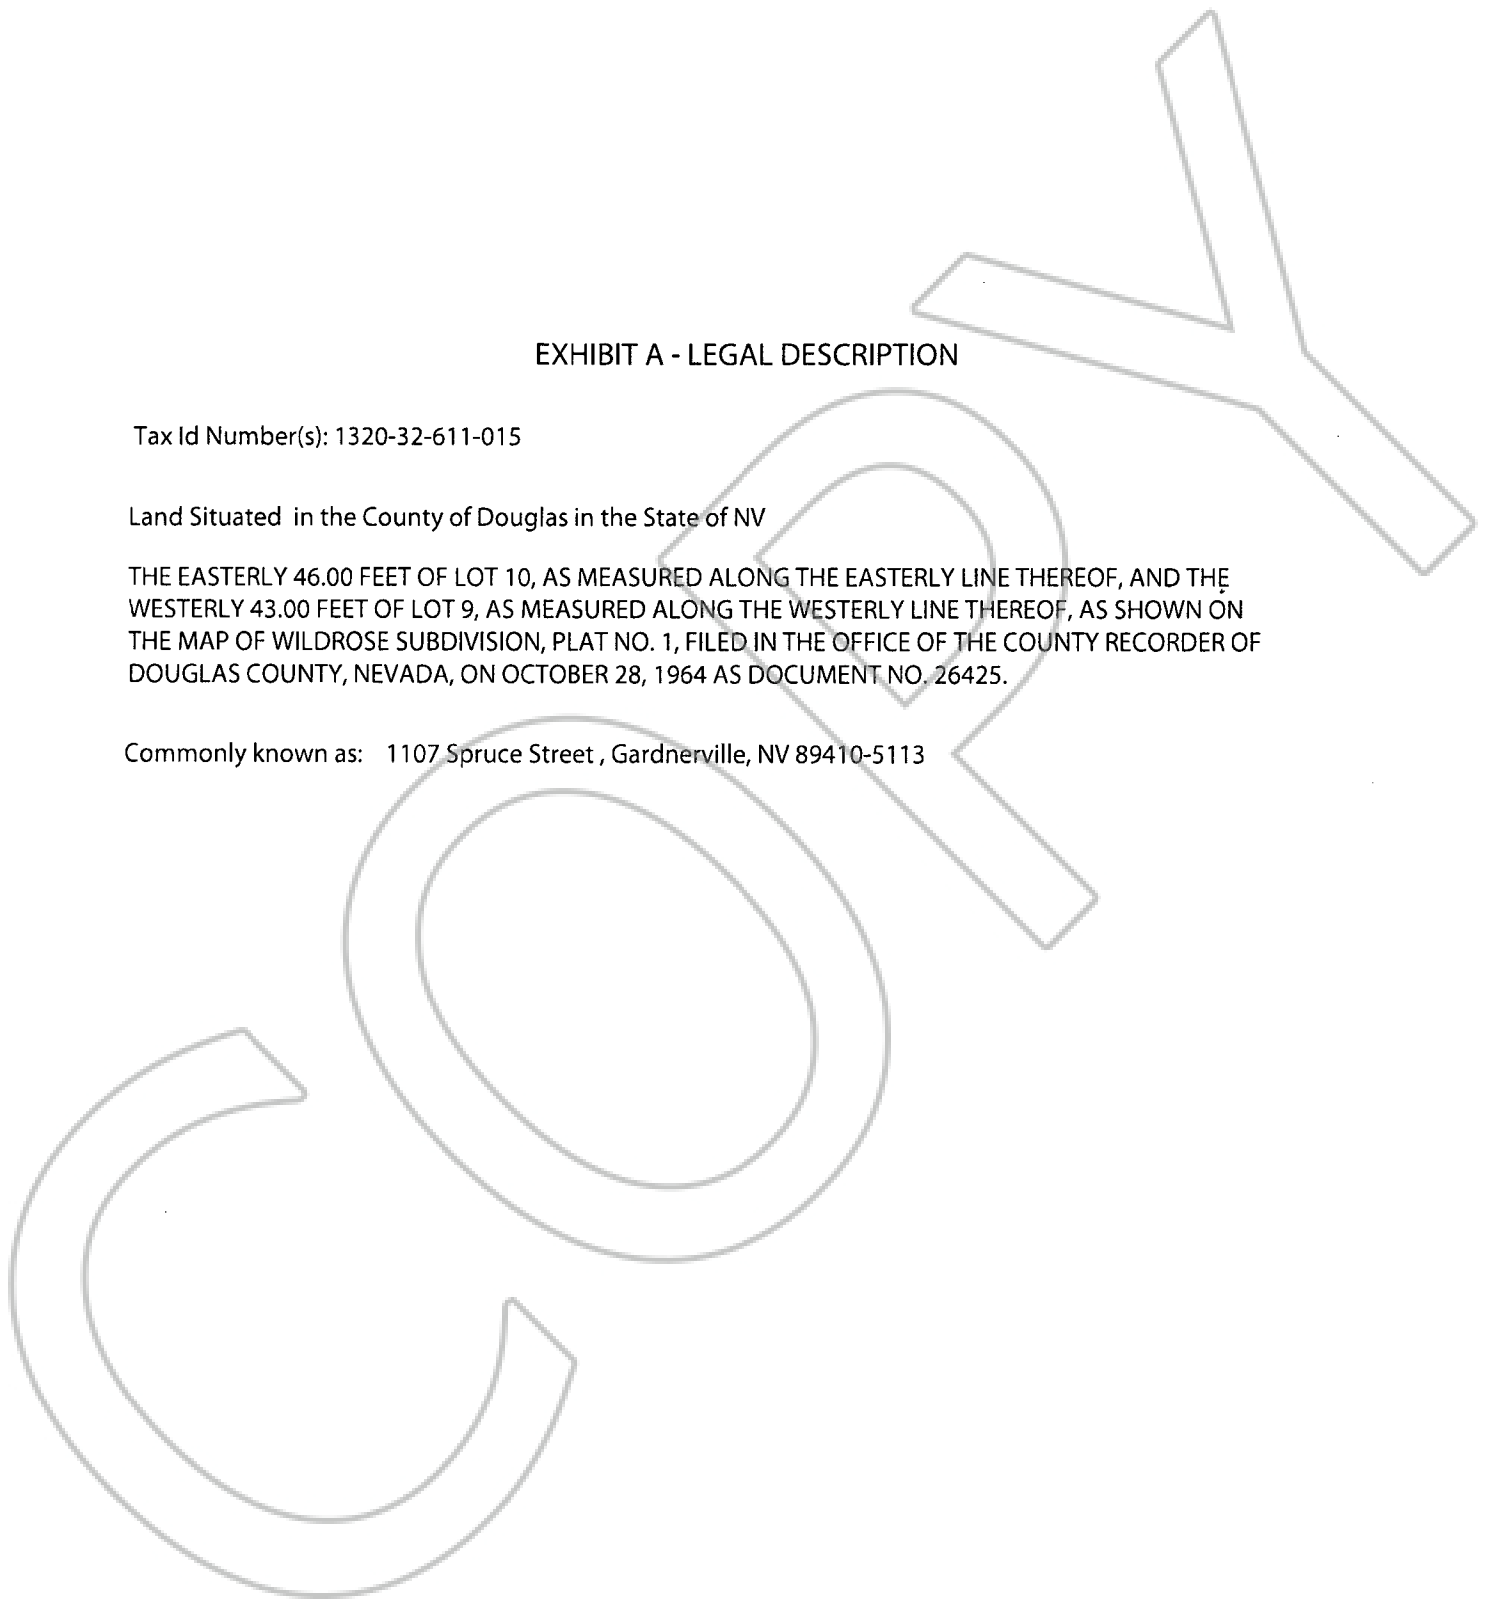 EXHIBIT A - LEGAL DESCRIPTION
Tax Id Number(s): 1320-32-611-015
Land Situated in the County of Douglas in the State of NV
THE EASTERLY 46.00 FEET OF LOT 10, AS MEASURED ALONG THE EASTERLY LINE THEREOF, AND THE
WESTERLY 43.00 FEET OF LOT 9, AS MEASURED ALONG THE WESTERLY LINE THEREOF, AS SHOWN ON
THE MAP OF WILDROSE SUBDIVISION, PLAT NO. 1, FILED IN THE OFFICE OF THE COUNTY RECORDER OF
DOUGLAS COUNTY, NEVADA, ON OCTOBER 28, 1964 AS DOCUMENT NO. 26425.
Commonly known as: 1107 Spruce Street , Gardnerville, NV 89410-5113
COPY